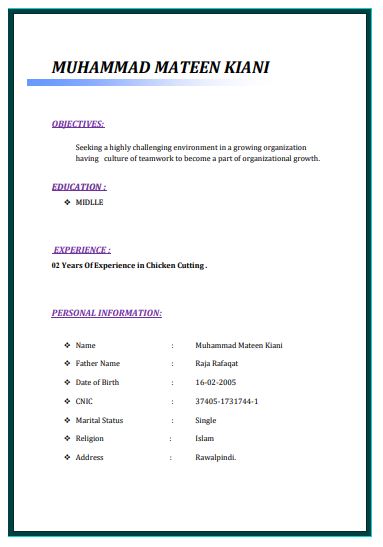 MUHAMMAD MATEEN KIANI
OBJECTIVES:
Seeking a highly challenging environment in a growing organization
having culture of teamwork to become a part of organizational growth.
EDUCATION :
❖ MIDLLE
EXPERIENCE :
02 Years Of Experience in Chicken Cutting .
PERSONAL INFORMATION:
❖ Name : Muhammad Mateen Kiani
❖ Father Name : Raja Rafaqat
❖ Date of Birth : 16-02-2005
❖ CNIC : 37405-1731744-1
❖ Marital Status : Single
❖ Religion : Islam
❖ Address : Rawalpindi.